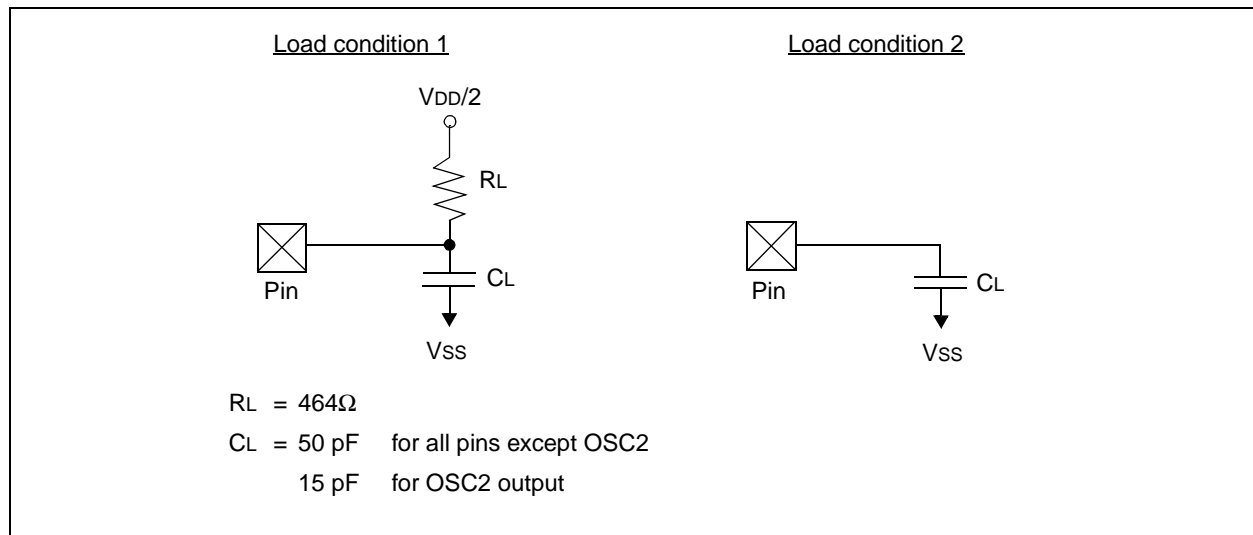 Load condition 1
VDD/2
RL
Pin
CL
VSS
Load condition 2
Pin
CL
VSS
RL = 464Ω
CL = 50 pF for all pins except OSC2
15 pF for OSC2 output